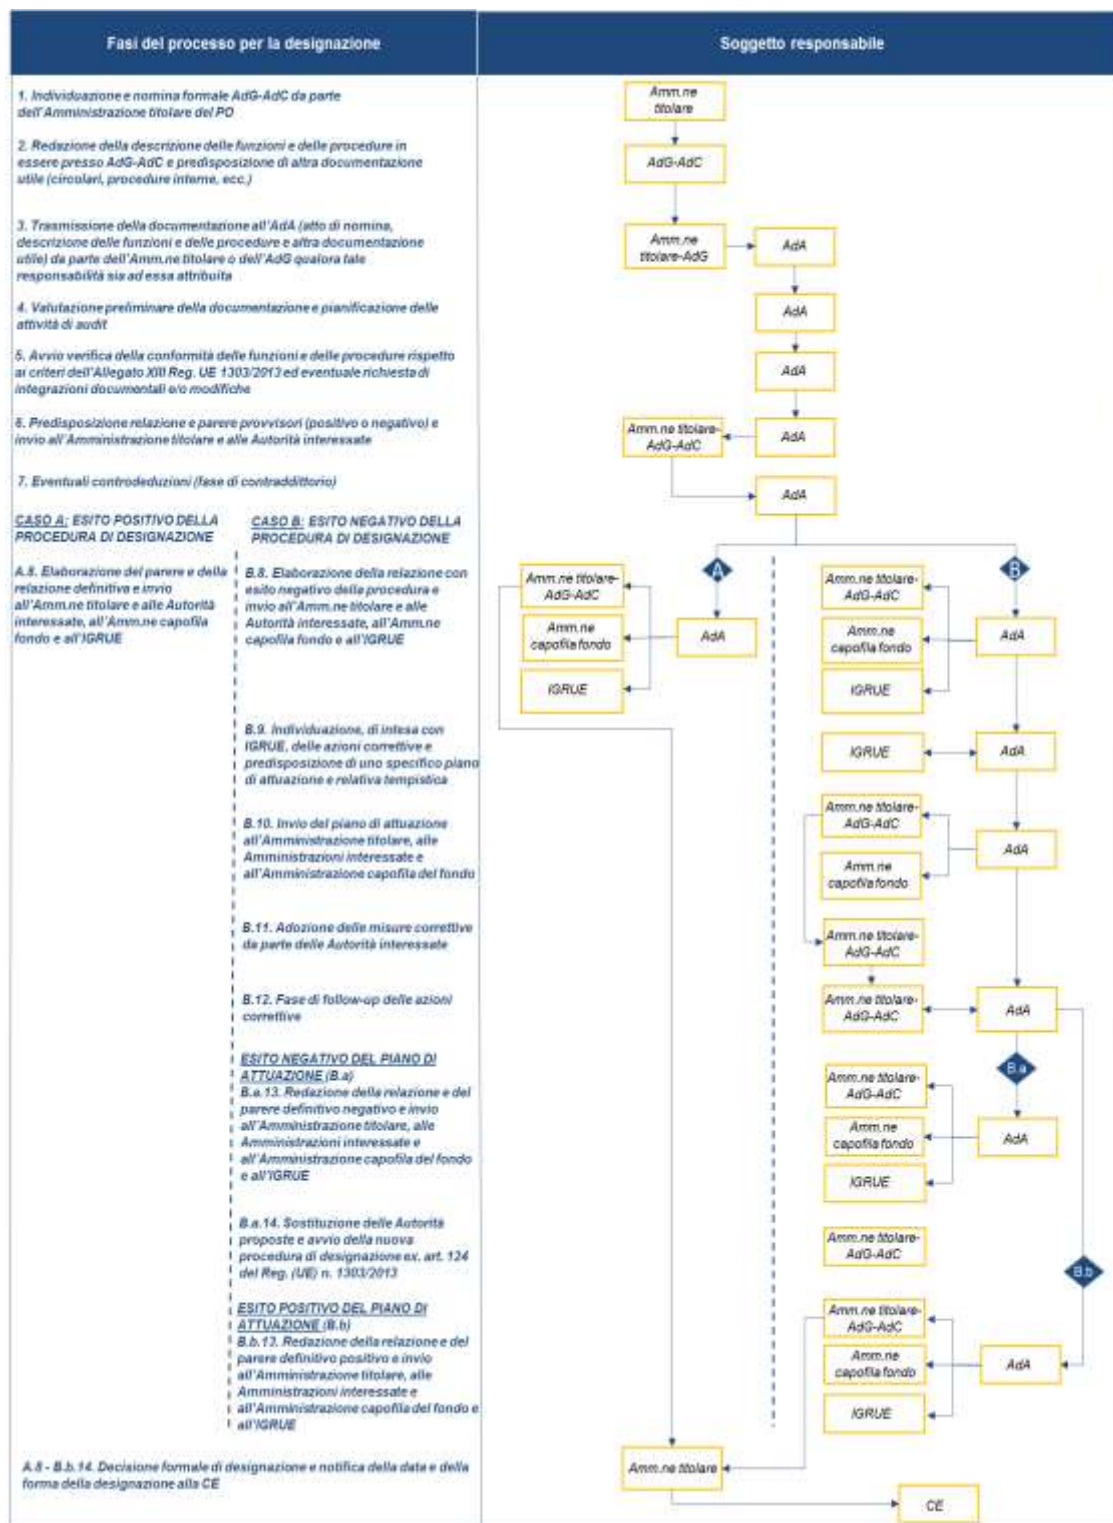 Fasi del processo per la designazione
Soggetto responsabile
1. Individuazione e nomina formale AdG-AdC da parte
dell'Amministrazione titolare del PO
Amm.ne
titolare
2. Redazione della descrizione delle funzioni e delle procedure in
essere presso AdG-AdC e predisposizione di altra documentazione
utile (circolari, procedure interne, ecc.)
AdG-AdC
3. Trasmissione della documentazione all'AdA (atto di nomina,
descrizione delle funzioni e delle procedure e altra documentazione
utile) da parte dell'Amm.ne titolare o dell'AdG qualora tale
responsabilità sia ad essa attribuita
Amm.ne
titolare-AdG
AdA
4. Valutazione preliminare della documentazione e pianificazione delle
attività di audit
AdA
5. Avvio verifica della conformità delle funzioni e delle procedure rispetto
ai criteri dell'Allegato XIII Reg. UE 1303/2013 ed eventuale richiesta di
integrazioni documentali e/o modifiche
AdA
6. Predisposizione relazione e parere provvisori (positivo o negativo) e
invio all'Amministrazione titolare e alle Autorità interessate
Amm.ne titolare-
AdG-AdC
AdA
7. Eventuali controdeduzioni (fase di contraddittorio)
AdA
CASO A: ESITO POSITIVO DELLA
PROCEDURA DI DESIGNAZIONE
CASO B: ESITO NEGATIVO DELLA
PROCEDURA DI DESIGNAZIONE
A.8. Elaborazione del parere e della
relazione definitiva e invio
all'Amm.ne titolare e alle Autorità
interessate, all'Amm.ne capofila
fondo e all'IGRUE
B.8. Elaborazione della relazione con
esito negativo della procedura e
invio all'Amm.ne titolare e alle
Autorità interessate, all'Amm.ne
capofila fondo e all'IGRUE
A
Amm.ne titolare-
AdG-AdC
Amm.ne
capofila fondo
IGRUE
AdA
B
Amm.ne titolare-
AdG-AdC
Amm.ne
capofila fondo
IGRUE
AdA
B.9. Individuazione, di intesa con
IGRUE, delle azioni correttive e
predisposizione di uno specifico piano
di attuazione e relativa tempistica
IGRUE
AdA
B.10. Invio del piano di attuazione
all'Amministrazione titolare, alle
Amministrazioni interessate e
all'Amministrazione capofila del fondo
Amm.ne titolare-
AdG-AdC
Amm.ne
capofila fondo
AdA
B.11. Adozione delle misure correttive
da parte delle Autorità interessate
Amm.ne titolare-
AdG-AdC
B.12. Fase di follow-up delle azioni
correttive
Amm.ne titolare-
AdG-AdC
AdA
ESITO NEGATIVO DEL PIANO DI
ATTUAZIONE (B.a)
B.a.13. Redazione della relazione e del
parere definitivo negativo e invio
all'Amministrazione titolare, alle
Amministrazioni interessate e
all'Amministrazione capofila del fondo
e all'IGRUE
B.a
Amm.ne titolare-
AdG-AdC
Amm.ne
capofila fondo
IGRUE
AdA
B.a.14. Sostituzione delle Autorità
proposte e avvio della nuova
procedura di designazione ex. art. 124
del Reg. (UE) n. 1303/2013
Amm.ne titolare-
AdG-AdC
B.b
ESITO POSITIVO DEL PIANO DI
ATTUAZIONE (B.b)
B.b.13. Redazione della relazione e del
parere definitivo positivo e invio
all'Amministrazione titolare, alle
Amministrazioni interessate e
all'Amministrazione capofila del fondo e
all'IGRUE
Amm.ne titolare-
AdG-AdC
Amm.ne
capofila fondo
IGRUE
AdA
A.8 - B.b.14. Decisione formale di designazione e notifica della data e della
forma della designazione alla CE
Amm.ne titolare
CE